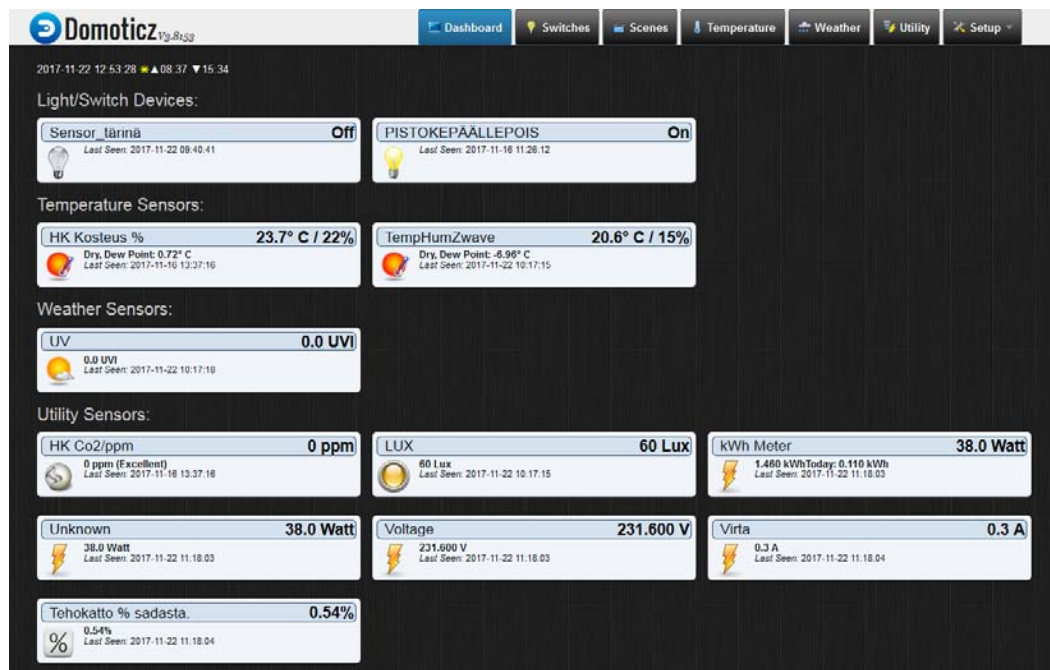 Domoticz V3.8153
Dashboard Switches Scenes Temperature Weather Utility Setup
2017-11-22 12:53:28 ▲08:37 ▼15:34
Light/Switch Devices:
Sensor_tärinä Off
Last Seen: 2017-11-22 09:40:41
PISTOKEPÄÄLLEPOIS On
Last Seen: 2017-11-16 11:26:12
Temperature Sensors:
HK Kosteus % 23.7° C / 22%
Dry, Dew Point: 0.72° C
Last Seen: 2017-11-16 13:37:16
TempHumZwave 20.6° C / 15%
Dry, Dew Point: -6.96° C
Last Seen: 2017-11-22 10:17:15
Weather Sensors:
UV 0.0 UVI
0.0 UVI
Last Seen: 2017-11-22 10:17:18
Utility Sensors:
HK Co2/ppm 0 ppm
0 ppm (Excellent)
Last Seen: 2017-11-16 13:37:16
LUX 60 Lux
60 Lux
Last Seen: 2017-11-22 10:17:15
kWh Meter 38.0 Watt
1.460 kWhToday: 0.110 kWh
Last Seen: 2017-11-22 11:18:03
Unknown 38.0 Watt
38.0 Watt
Last Seen: 2017-11-22 11:18:03
Voltage 231.600 V
231.600 V
Last Seen: 2017-11-22 11:18:03
Virta 0.3 A
0.3 A
Last Seen: 2017-11-22 11:18:04
Tehokatto % sadasta. 0.54%
%
0.54%
Last Seen: 2017-11-22 11:18:04